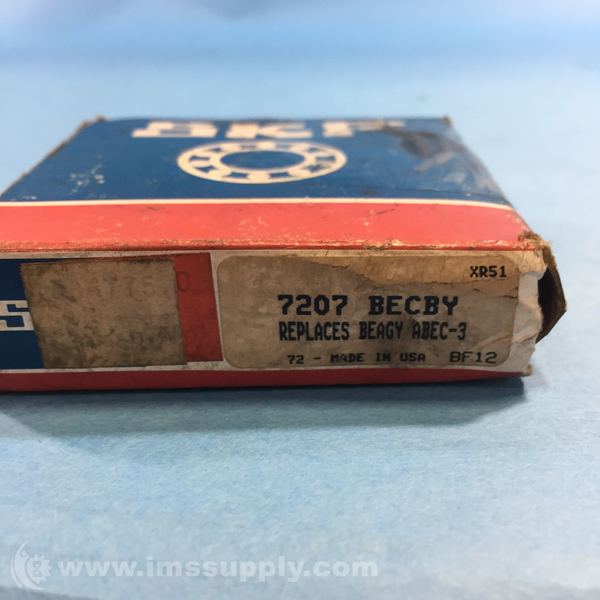 SKF
XR51
7207 BECBY
REPLACES BEAGY ABEC-3
72 - MADE IN USA BF12
S
www.imssupply.com